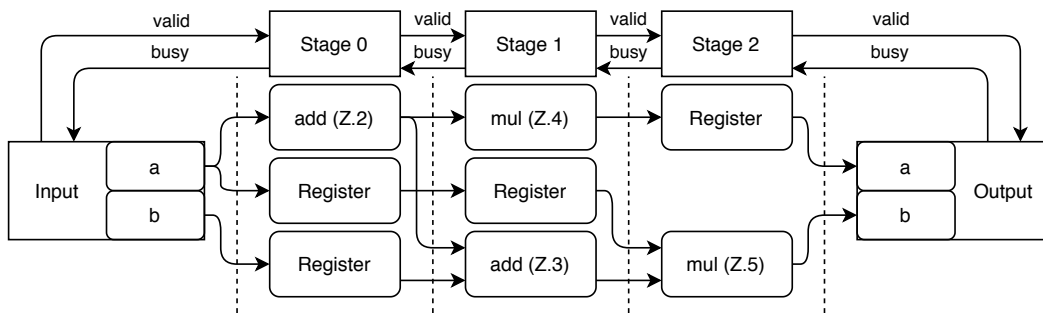 valid
valid
valid
valid
Stage 0
Stage 1
Stage 2
busy
busy
busy
busy
add (Z.2)
mul (Z.4)
Register
a
Register
Register
a
Input
Output
b
b
Register
add (Z.3)
mul (Z.5)